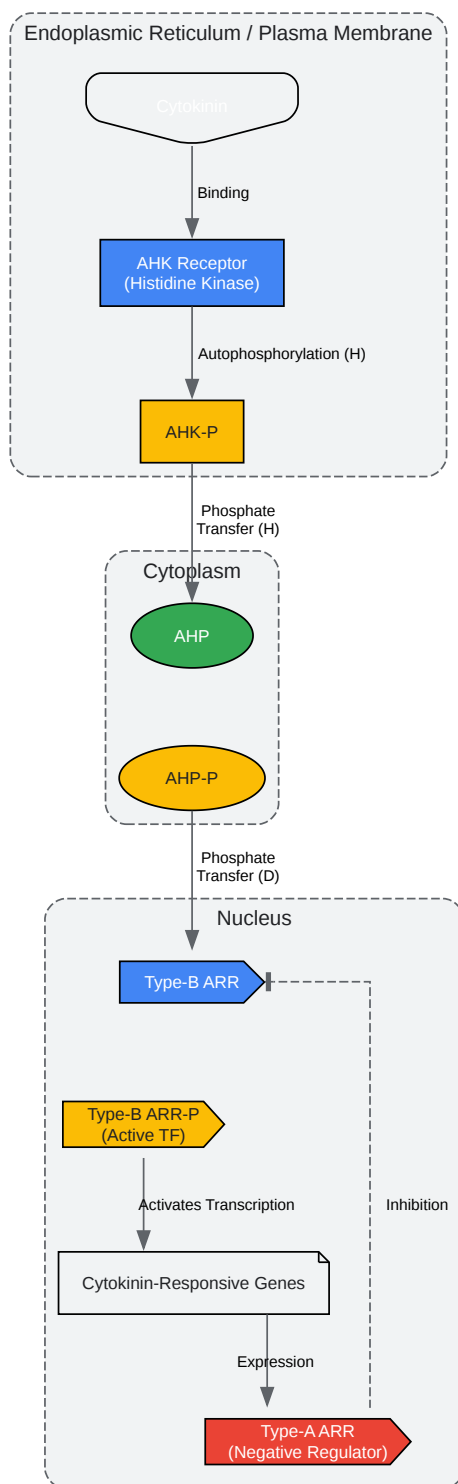 Endoplasmic Reticulum / Plasma Membrane
Cytokinin
Binding
AHK Receptor
(Histidine Kinase)
Autophosphorylation (H)
AHK-P
Phosphate
Transfer (H)
Cytoplasm
AHP
AHP-P
Phosphate
Transfer (D)
Nucleus
Type-B ARR
Type-B ARR-P
(Active TF)
Activates Transcription
Inhibition
Cytokinin-Responsive Genes
Expression
Type-A ARR
(Negative Regulator)